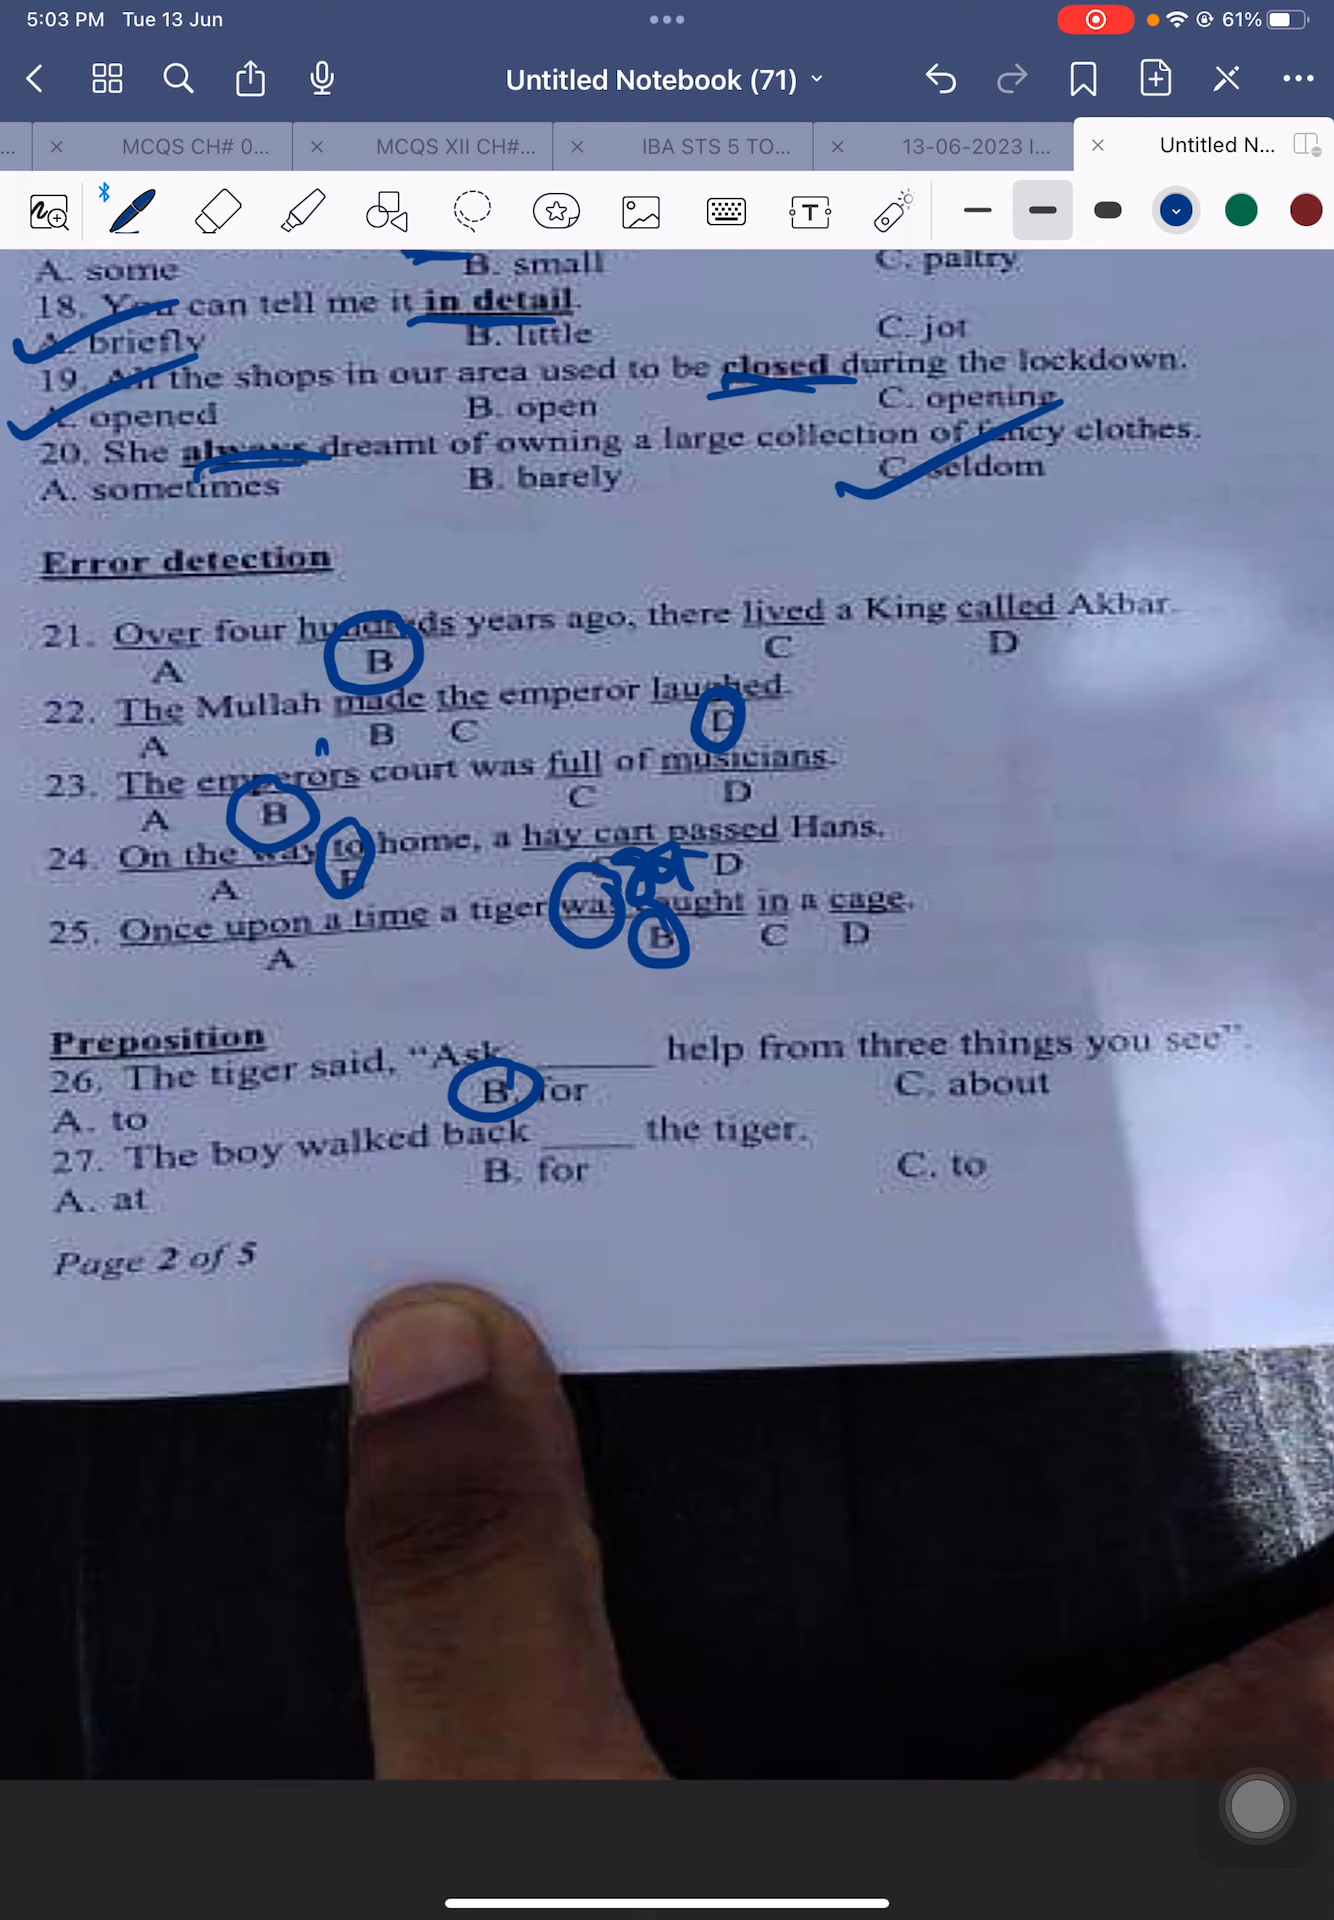 5:03 PM Tue 13 Jun
61%
Untitled Notebook (71)
MCQS CH# 0...
MCQS XII CH#...
IBA STS 5 TO...
13-06-2023 I...
Untitled N...
A. some B. small C. paltry
18. You can tell me it in detail.
A. briefly B. little C. jot
19. All the shops in our area used to be closed during the lockdown.
A. opened B. open C. opening
20. She always dreamt of owning a large collection of fancy clothes.
A. sometimes B. barely C. seldom
Error detection
21. Over four hundreds years ago, there lived a King called Akbar.
A B C D
22. The Mullah made the emperor laughed.
A B C D
23. The emperors court was full of musicians.
A B C D
24. On the way to home, a hay cart passed Hans.
A B D
25. Once upon a time a tiger was caught in a cage.
A B C D
Preposition
26. The tiger said, “Ask ______ help from three things you see”.
A. to B. for C. about
27. The boy walked back _____ the tiger.
A. at B. for C. to
Page 2 of 5